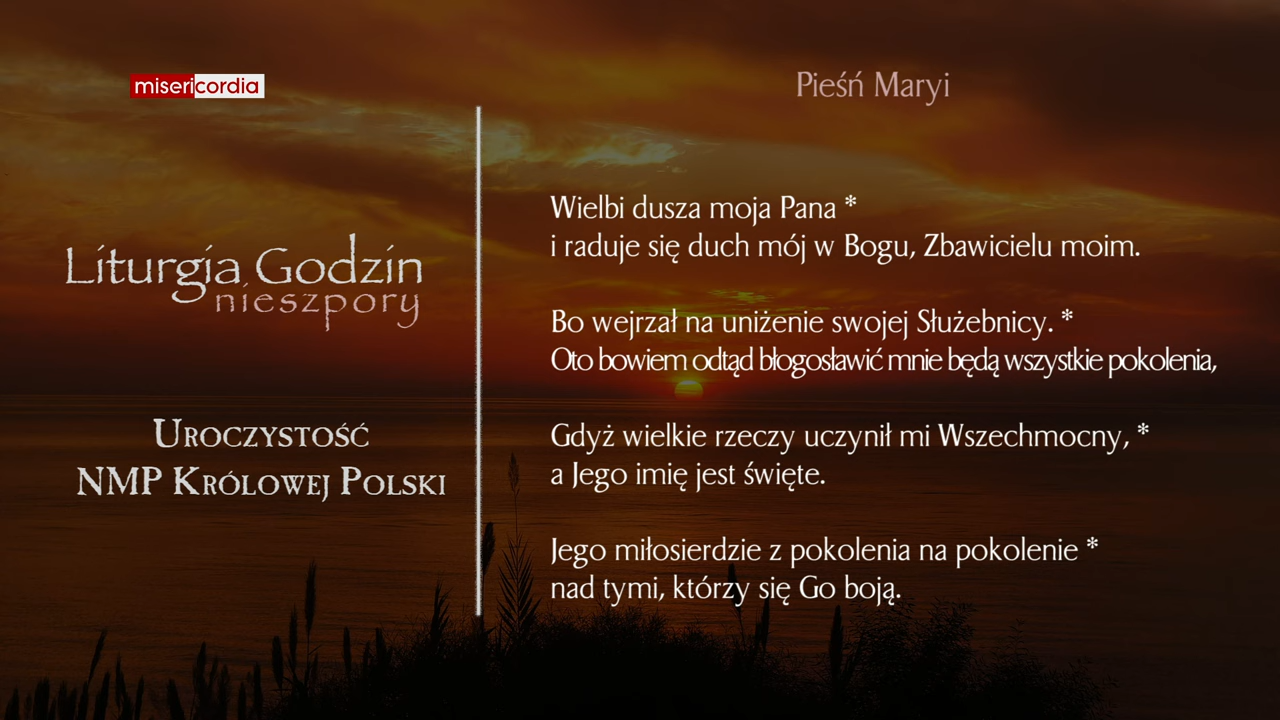 misericordia
Liturgia Godzin
nieszpory
Uroczystość
NMP Królowej Polski
Pieśń Maryi
Wielbi dusza moja Pana *
i raduje się duch mój w Bogu, Zbawicielu moim.
Bo wejrzał na uniżenie swojej Służebnicy. *
Oto bowiem odtąd błogosławić mnie będą wszystkie pokolenia,
Gdyż wielkie rzeczy uczynił mi Wszechmocny, *
a Jego imię jest święte.
Jego miłosierdzie z pokolenia na pokolenie *
nad tymi, którzy się Go boją.